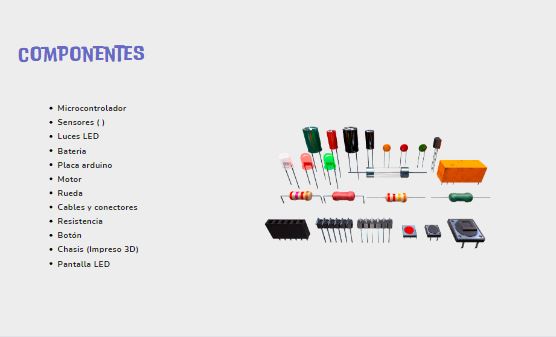 COMPONENTES
• Microcontrolador
• Sensores ( )
• Luces LED
• Bateria
• Placa arduino
• Motor
• Rueda
• Cables y conectores
• Resistencia
• Botón
• Chasis (Impreso 3D)
• Pantalla LED